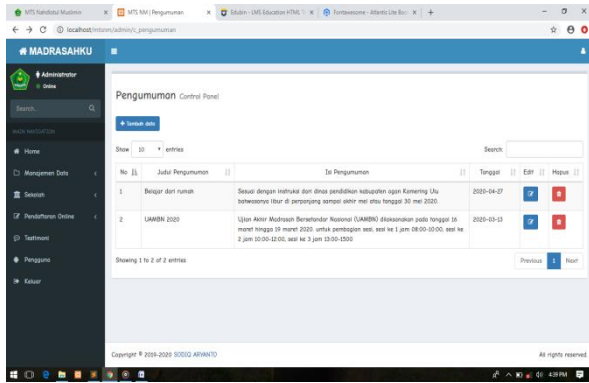 MTS Nahdlatul Muslimin
MTS NM | Pengumuman
Eduten - LMS Education HTML T
Fontawesome - Atlantis Lite Boo
localhost/mtsnm/admin/c_pengumuman
MADRASAHKU
Administrator
Online
Search...
MAIN NAVIGATION
Home
Manajemen Data
Sekolah
Pendaftaran Online
Testimoni
Pengguna
Keluar
Pengumuman Control Panel
+ Tambah data
Show 10 entries
Search:
No Judul Pengumuman Isi Pengumuman Tanggal Edit Hapus
1 Belajar dari rumah Sesuai dengan instruksi dari dinas pendidikan kabupaten ogan Komering Ulu 2020-04-27
bahwasanya libur di perpanjang sampai akhir mei atau tanggal 30 mei 2020.
2 UAMBN 2020 Ujian Akhir Madrasah Berstandar Nasional (UAMBN) dilaksanakan pada tanggal 16 2020-03-13
maret hingga 19 maret 2020. untuk pembagian sesi, sesi ke 1 jam 08:00-10:00, sesi ke
2 jam 10:00-12:00, sesi ke 3 jam 13:00-1500
Showing 1 to 2 of 2 entries
Previous 1 Next
Copyright © 2019-2020 SODIQ ARYANTO
All rights reserved
4:39 PM